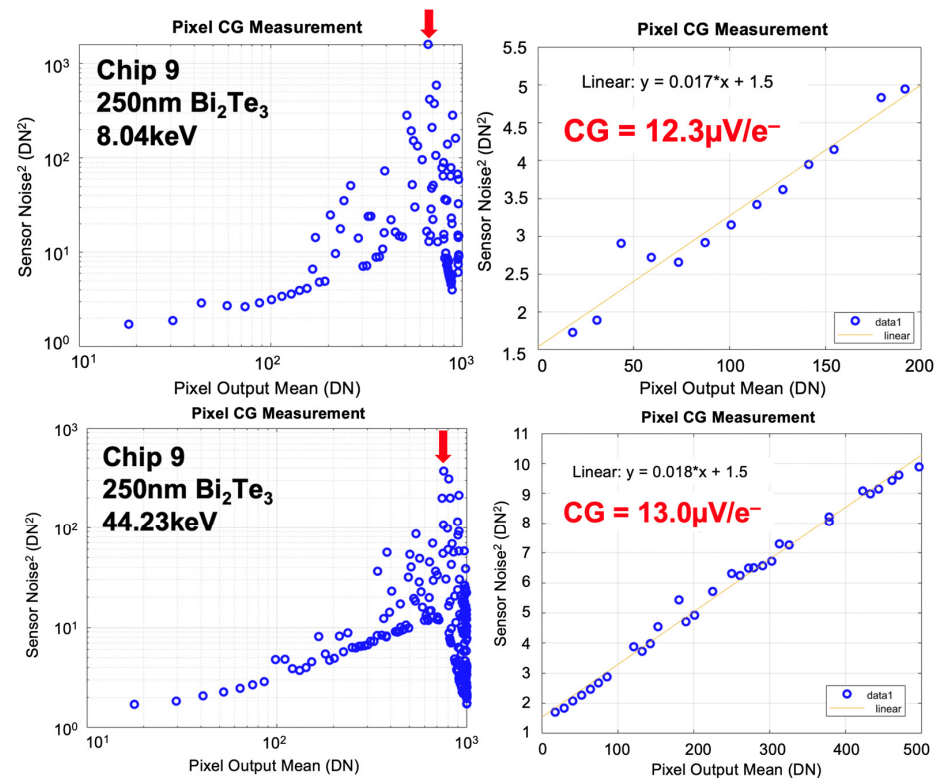 Pixel CG Measurement
Chip 9
250nm Bi₂Te₃
8.04keV
Sensor Noise² (DN²)
10³
10²
10¹
10⁰
10¹ 10² 10³
Pixel Output Mean (DN)
Pixel CG Measurement
Linear: y = 0.017*x + 1.5
CG = 12.3µV/e⁻
Sensor Noise² (DN²)
5.5
5
4.5
4
3.5
3
2.5
2
1.5
0 50 100 150 200
data1
linear
Pixel Output Mean (DN)
Pixel CG Measurement
Chip 9
250nm Bi₂Te₃
44.23keV
Sensor Noise² (DN²)
10³
10²
10¹
10⁰
10¹ 10² 10³
Pixel Output Mean (DN)
Pixel CG Measurement
Linear: y = 0.018*x + 1.5
CG = 13.0µV/e⁻
Sensor Noise² (DN²)
11
10
9
8
7
6
5
4
3
2
1
0 100 200 300 400 500
data1
linear
Pixel Output Mean (DN)